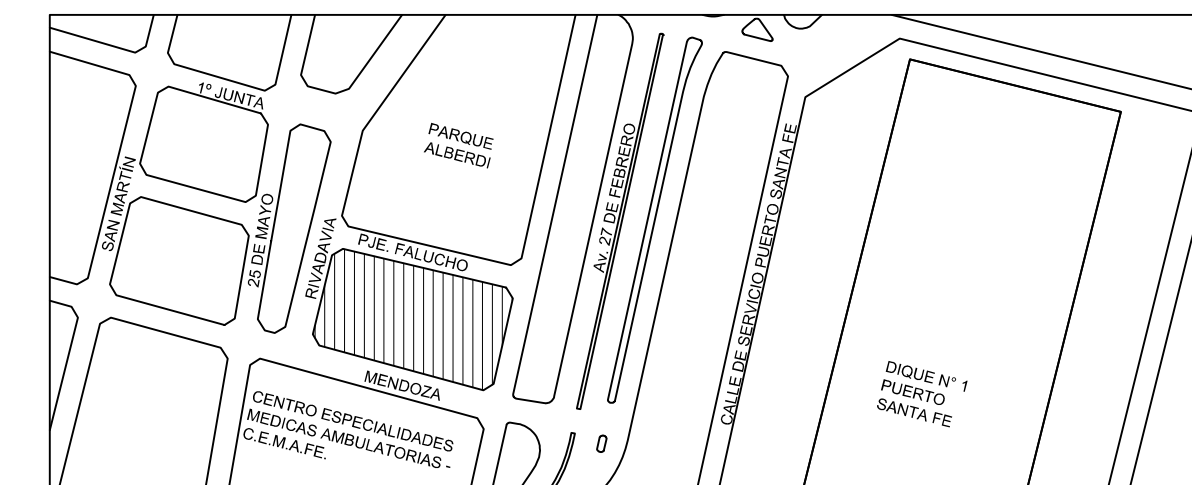 1º JUNTA
PARQUE
ALBERDI
SAN MARTÍN
25 DE MAYO
RIVADAVIA
PJE. FALUCHO
Av. 27 DE FEBRERO
CALLE DE SERVICIO PUERTO SANTA FE
MENDOZA
DIQUE N° 1
PUERTO
SANTA FE
CENTRO ESPECIALIDADES
MEDICAS AMBULATORIAS -
C.E.M.A.FE.